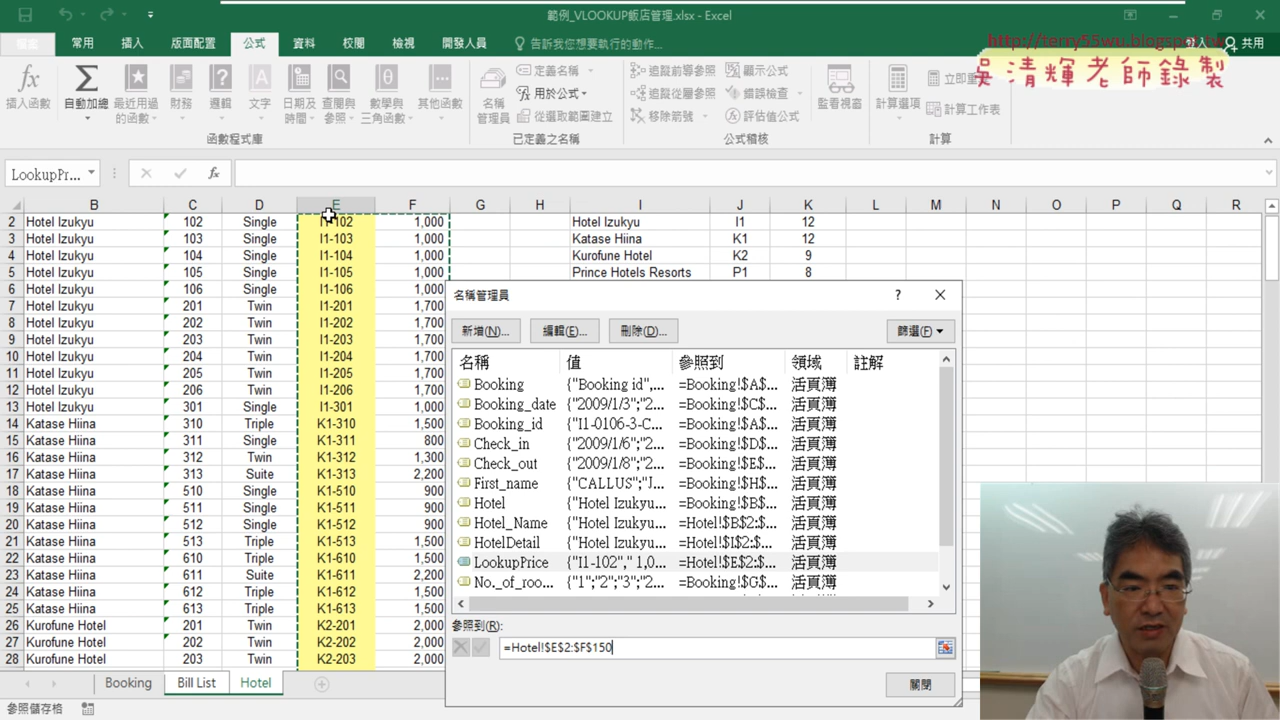 範例_VLOOKUP飯店管理.xlsx - Excel
http://terry55wu.blogspot.tw
吳清輝老師錄製
常用 插入 版面配置 公式 資料 校閱 檢視 開發人員 告訴我您想要執行的動作... 登入 共用
插入函數 自動加總 最近用過的函數 財務 邏輯 文字 日期及時間 查閱與參照 數學與三角函數 其他函數
名稱管理員 定義名稱 用於公式 從選取範圍建立
追蹤前導參照 追蹤從屬參照 移除箭號 顯示公式 錯誤檢查 評估值公式 監看視窗
計算選項 立即重 計算工作表
函數程式庫 已定義之名稱 公式稽核 計算
LookupPr... fx
B C D E F G H I J K L M N O P Q R
2 Hotel Izukyu 102 Single I1-102 1,000 Hotel Izukyu I1 12
3 Hotel Izukyu 103 Single I1-103 1,000 Katase Hiina K1 12
4 Hotel Izukyu 104 Single I1-104 1,000 Kurofune Hotel K2 9
5 Hotel Izukyu 105 Single I1-105 1,000 Prince Hotels Resorts P1 8
6 Hotel Izukyu 106 Single I1-106 1,000
7 Hotel Izukyu 201 Twin I1-201 1,700
8 Hotel Izukyu 202 Twin I1-202 1,700
9 Hotel Izukyu 203 Twin I1-203 1,700
10 Hotel Izukyu 204 Twin I1-204 1,700
11 Hotel Izukyu 205 Twin I1-205 1,700
12 Hotel Izukyu 206 Twin I1-206 1,700
13 Hotel Izukyu 301 Single I1-301 1,000
14 Katase Hiina 310 Triple K1-310 1,500
15 Katase Hiina 311 Single K1-311 800
16 Katase Hiina 312 Twin K1-312 1,300
17 Katase Hiina 313 Suite K1-313 2,200
18 Katase Hiina 510 Single K1-510 900
19 Katase Hiina 511 Single K1-511 900
20 Katase Hiina 512 Single K1-512 900
21 Katase Hiina 513 Triple K1-513 1,500
22 Katase Hiina 610 Triple K1-610 1,500
23 Katase Hiina 611 Suite K1-611 2,200
24 Katase Hiina 612 Triple K1-612 1,500
25 Katase Hiina 613 Triple K1-613 1,500
26 Kurofune Hotel 201 Twin K2-201 2,000
27 Kurofune Hotel 202 Twin K2-202 2,000
28 Kurofune Hotel 203 Twin K2-203 2,000
名稱管理員 ?
新增(N)... 編輯(E)... 刪除(D)... 篩選(F)
名稱 值 參照到 領域 註解
Booking {"Booking id",... =Booking!$A$... 活頁簿
Booking_date {"2009/1/3";"2... =Booking!$C$... 活頁簿
Booking_id {"I1-0106-3-C... =Booking!$A$... 活頁簿
Check_in {"2009/1/6";"2... =Booking!$D$... 活頁簿
Check_out {"2009/1/8";"2... =Booking!$E$... 活頁簿
First_name {"CALLUS";"J... =Booking!$H$... 活頁簿
Hotel {"Hotel Izukyu... =Booking!$B$... 活頁簿
Hotel_Name {"Hotel Izukyu... =Hotel!$B$2:$... 活頁簿
HotelDetail {"Hotel Izukyu... =Hotel!$I$2:$... 活頁簿
LookupPrice {"I1-102"," 1,0... =Hotel!$E$2:$... 活頁簿
No._of_roo... {"1";"2";"3";"2... =Booking!$G$... 活頁簿
參照到(R):
=Hotel!$E$2:$F$150
關閉
Booking Bill List Hotel
參照儲存格